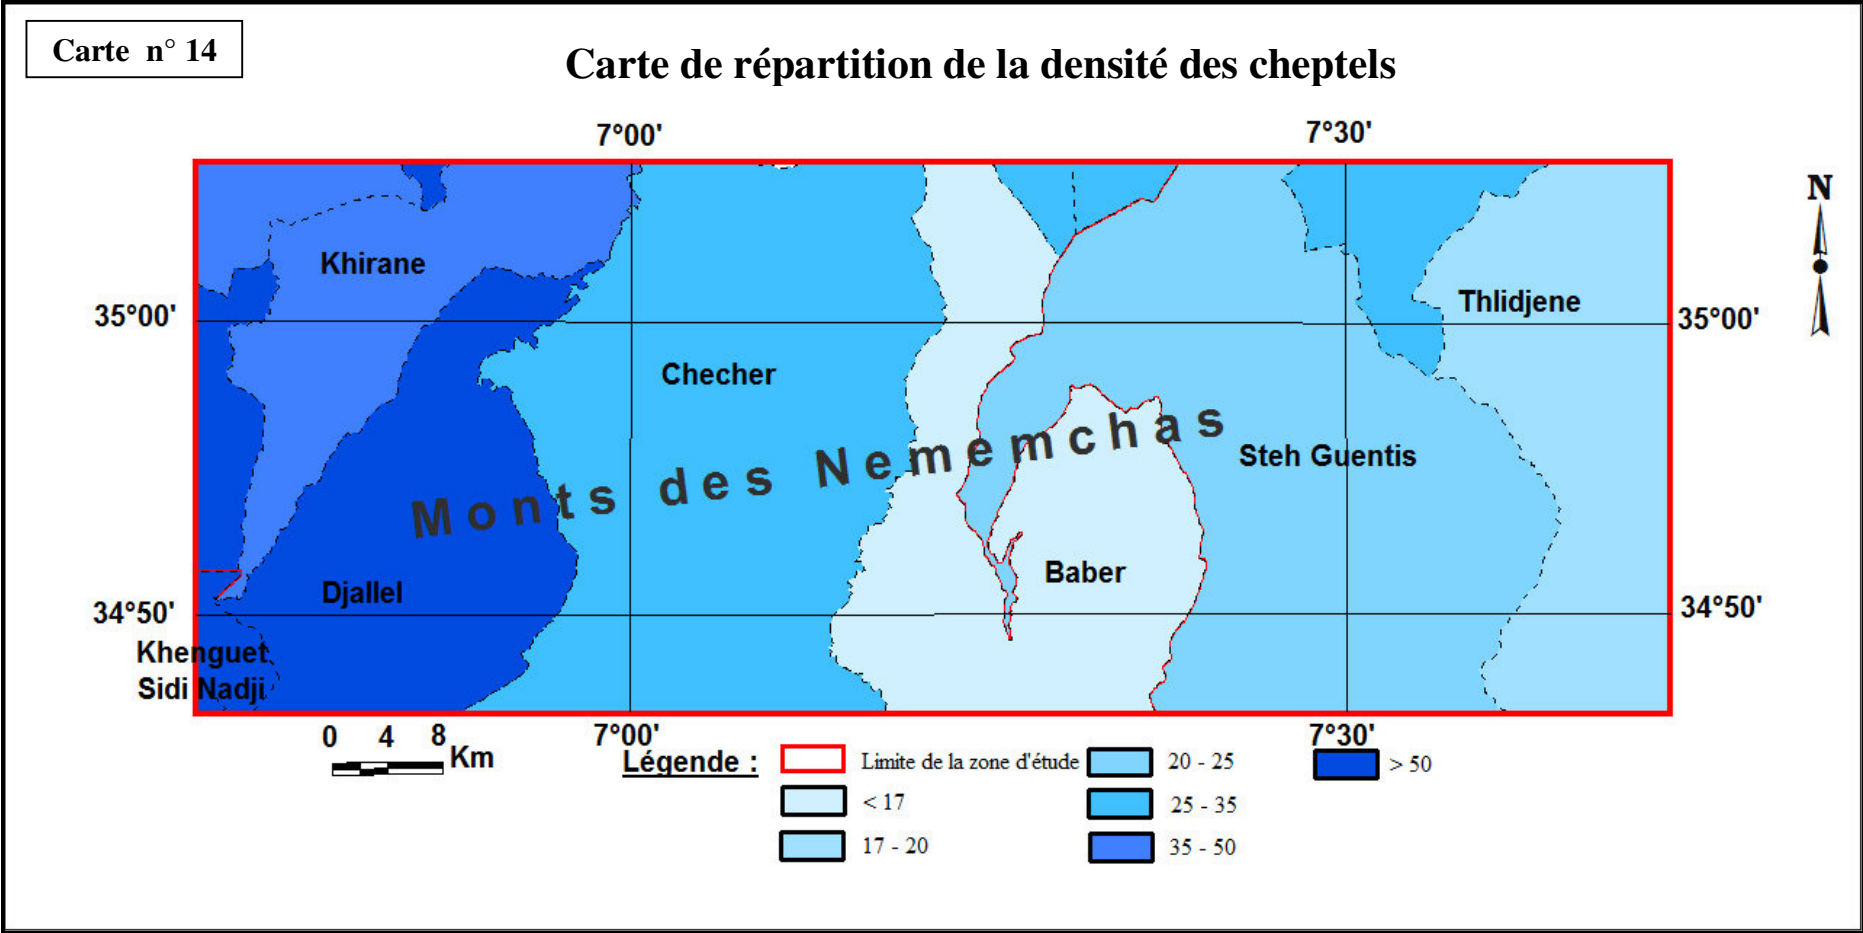 Carte n° 14
Carte de répartition de la densité des cheptels
7°00'
7°30'
N
Khirane
35°00'
Thlidjene
35°00'
Checher
Monts des Nememchas
Steh Guentis
Baber
Djallel
34°50'
34°50'
Khenguet
Sidi Nadji
0 4 8
Km
7°00'
7°30'
Légende :
Limite de la zone d'étude
20 - 25
> 50
< 17
25 - 35
17 - 20
35 - 50